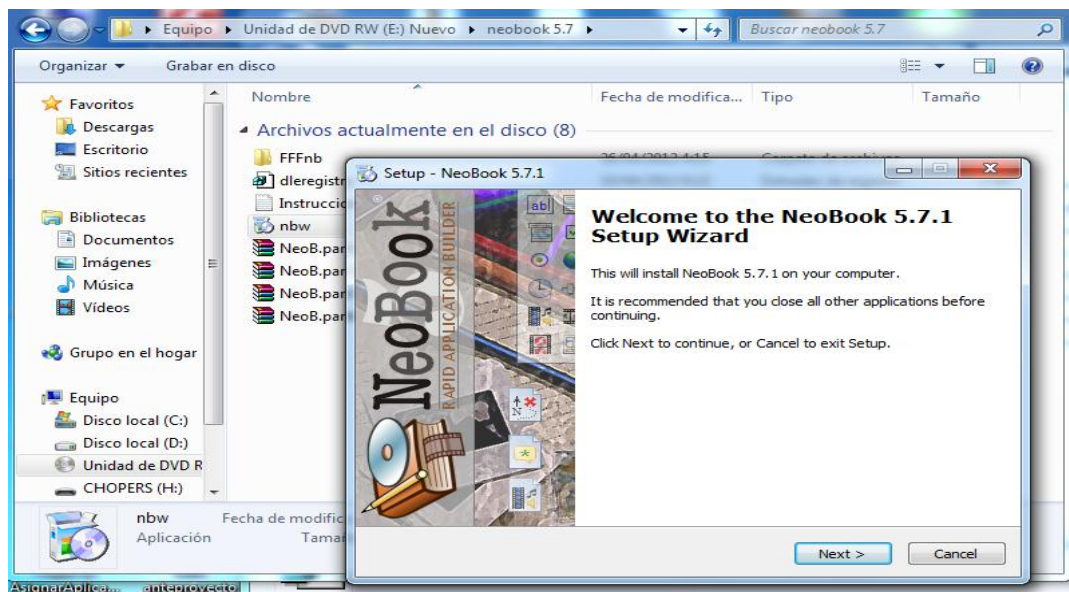 Equipo ▸ Unidad de DVD RW (E:) Nuevo ▸ neobook 5.7 ▸
Buscar neobook 5.7
Organizar
Grabar en disco
Favoritos
Descargas
Escritorio
Sitios recientes
Bibliotecas
Documentos
Imágenes
Música
Vídeos
Grupo en el hogar
Equipo
Disco local (C:)
Disco local (D:)
Unidad de DVD R
CHOPERS (H:)
Nombre
Fecha de modifica...
Tipo
Tamaño
Archivos actualmente en el disco (8)
FFFnb
dleregistr
Instruccio
nbw
NeoB.par
NeoB.par
NeoB.par
NeoB.par
Setup - NeoBook 5.7.1
NeoBook
RAPID APPLICATION BUILDER
ab
Welcome to the NeoBook 5.7.1
Setup Wizard
This will install NeoBook 5.7.1 on your computer.
It is recommended that you close all other applications before
continuing.
Click Next to continue, or Cancel to exit Setup.
Next >
Cancel
nbw
Fecha de modific
Aplicación
Tamañ
AsignarAplica...
anteproyecto